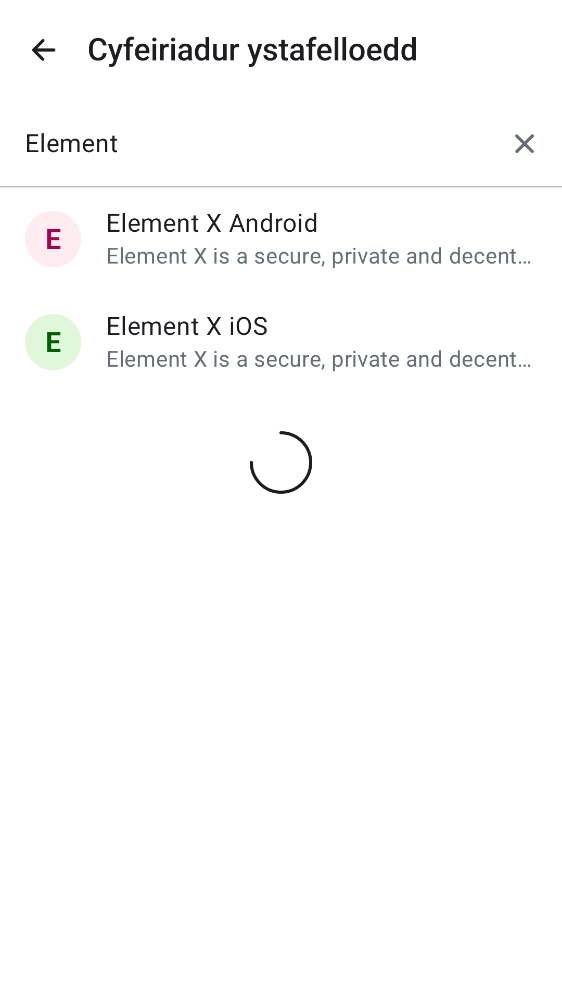 Cyfeiriadur ystafelloedd
Element
E
Element X Android
Element X is a secure, private and decent…
E
Element X iOS
Element X is a secure, private and decent…